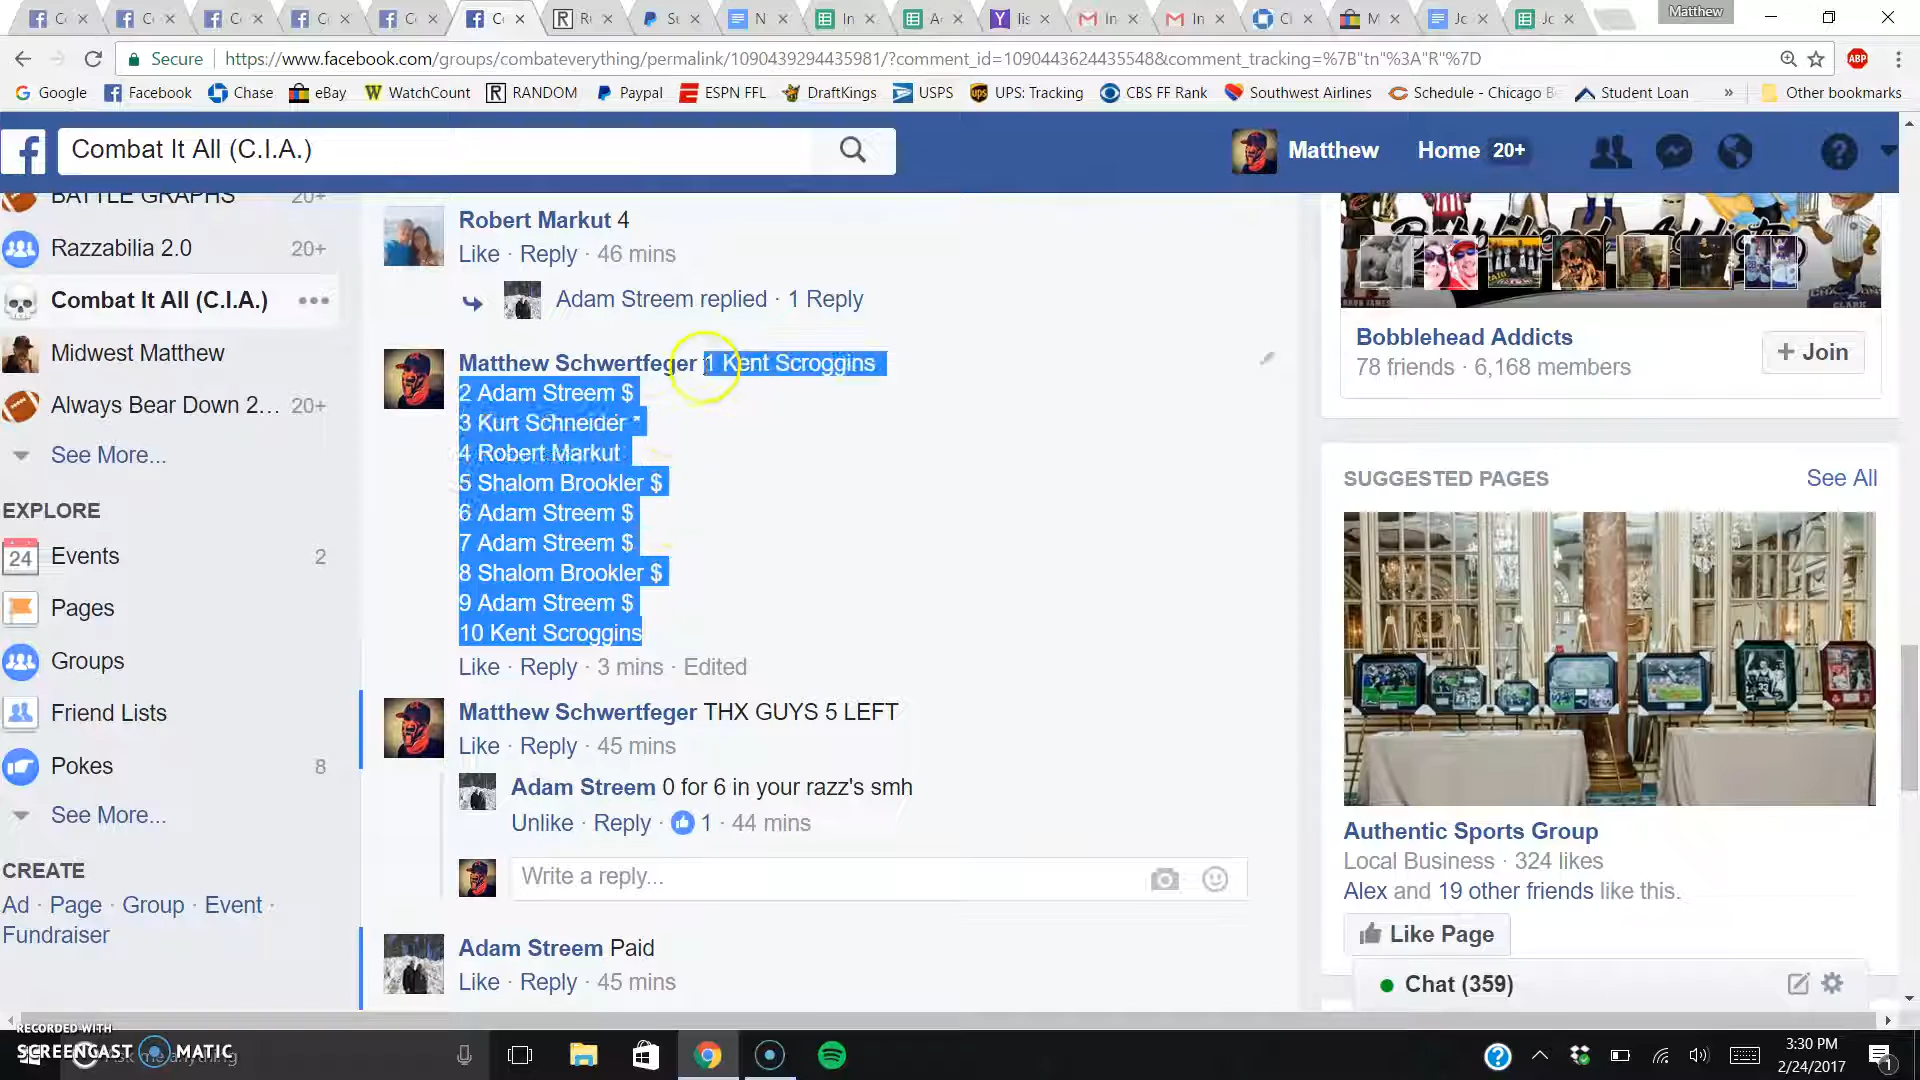 Matthew
Secure
https://www.facebook.com/groups/combateverything/permalink/1090439294435981/?comment_id=1090443624435548&comment_tracking=%7B"tn"%3A"R"%7D
Google Facebook Chase eBay WatchCount RANDOM Paypal ESPN FFL DraftKings USPS UPS: Tracking CBS FF Rank Southwest Airlines Schedule - Chicago Student Loan » Other bookmarks
Combat It All (C.I.A.)
Matthew Home 20+
BATTLE GRAPHS 20+
Razzabilia 2.0 20+
Combat It All (C.I.A.)
Midwest Matthew
Always Bear Down 2... 20+
See More...
EXPLORE
24 Events 2
Pages
Groups
Friend Lists
Pokes 8
See More...
CREATE
Ad · Page · Group · Event ·
Fundraiser
Robert Markut 4
Like · Reply · 46 mins
Adam Streem replied · 1 Reply
Matthew Schwertfeger 1 Kent Scroggins
2 Adam Streem $
3 Kurt Schneider *
4 Robert Markut
5 Shalom Brookler $
6 Adam Streem $
7 Adam Streem $
8 Shalom Brookler $
9 Adam Streem $
10 Kent Scroggins
Like · Reply · 3 mins · Edited
Matthew Schwertfeger THX GUYS 5 LEFT
Like · Reply · 45 mins
Adam Streem 0 for 6 in your razz's smh
Unlike · Reply · 1 · 44 mins
Write a reply...
Adam Streem Paid
Like · Reply · 45 mins
Bobblehead Addicts
78 friends · 6,168 members
+ Join
SUGGESTED PAGES See All
Authentic Sports Group
Local Business · 324 likes
Alex and 19 other friends like this.
Like Page
Chat (359)
RECORDED WITH
SCREENCAST MATIC
3:30 PM
2/24/2017
1